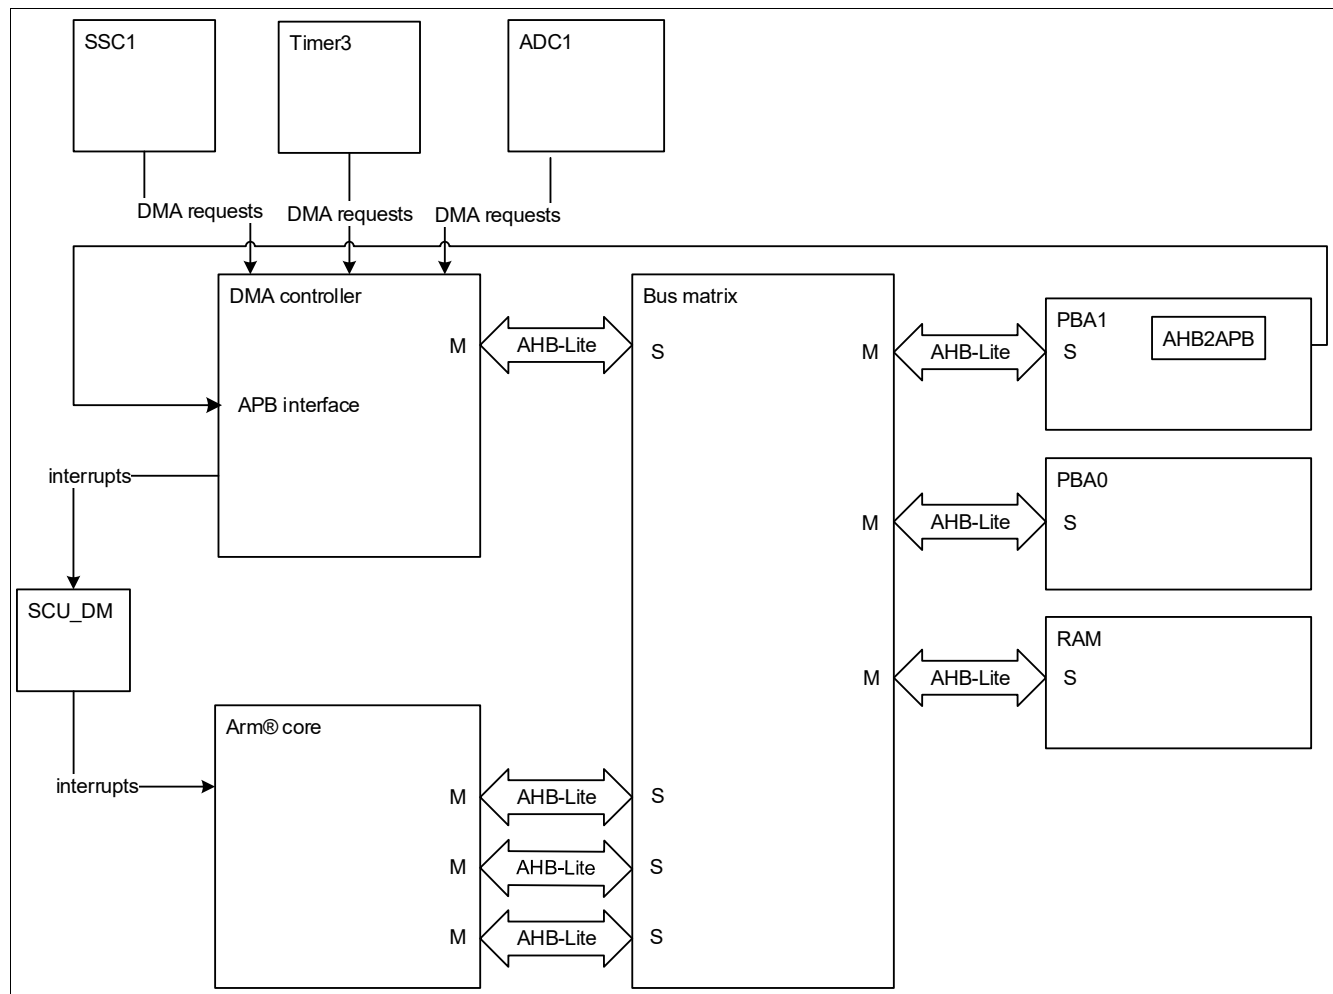 SSC1
Timer3
ADC1
DMA requests
DMA requests
DMA requests
DMA controller
M
AHB-Lite
APB interface
Bus matrix
S
M
AHB-Lite
PBA1
AHB2APB
S
interrupts
M
AHB-Lite
PBA0
S
SCU_DM
M
AHB-Lite
RAM
S
interrupts
Arm® core
M
AHB-Lite
S
M
AHB-Lite
S
M
AHB-Lite
S